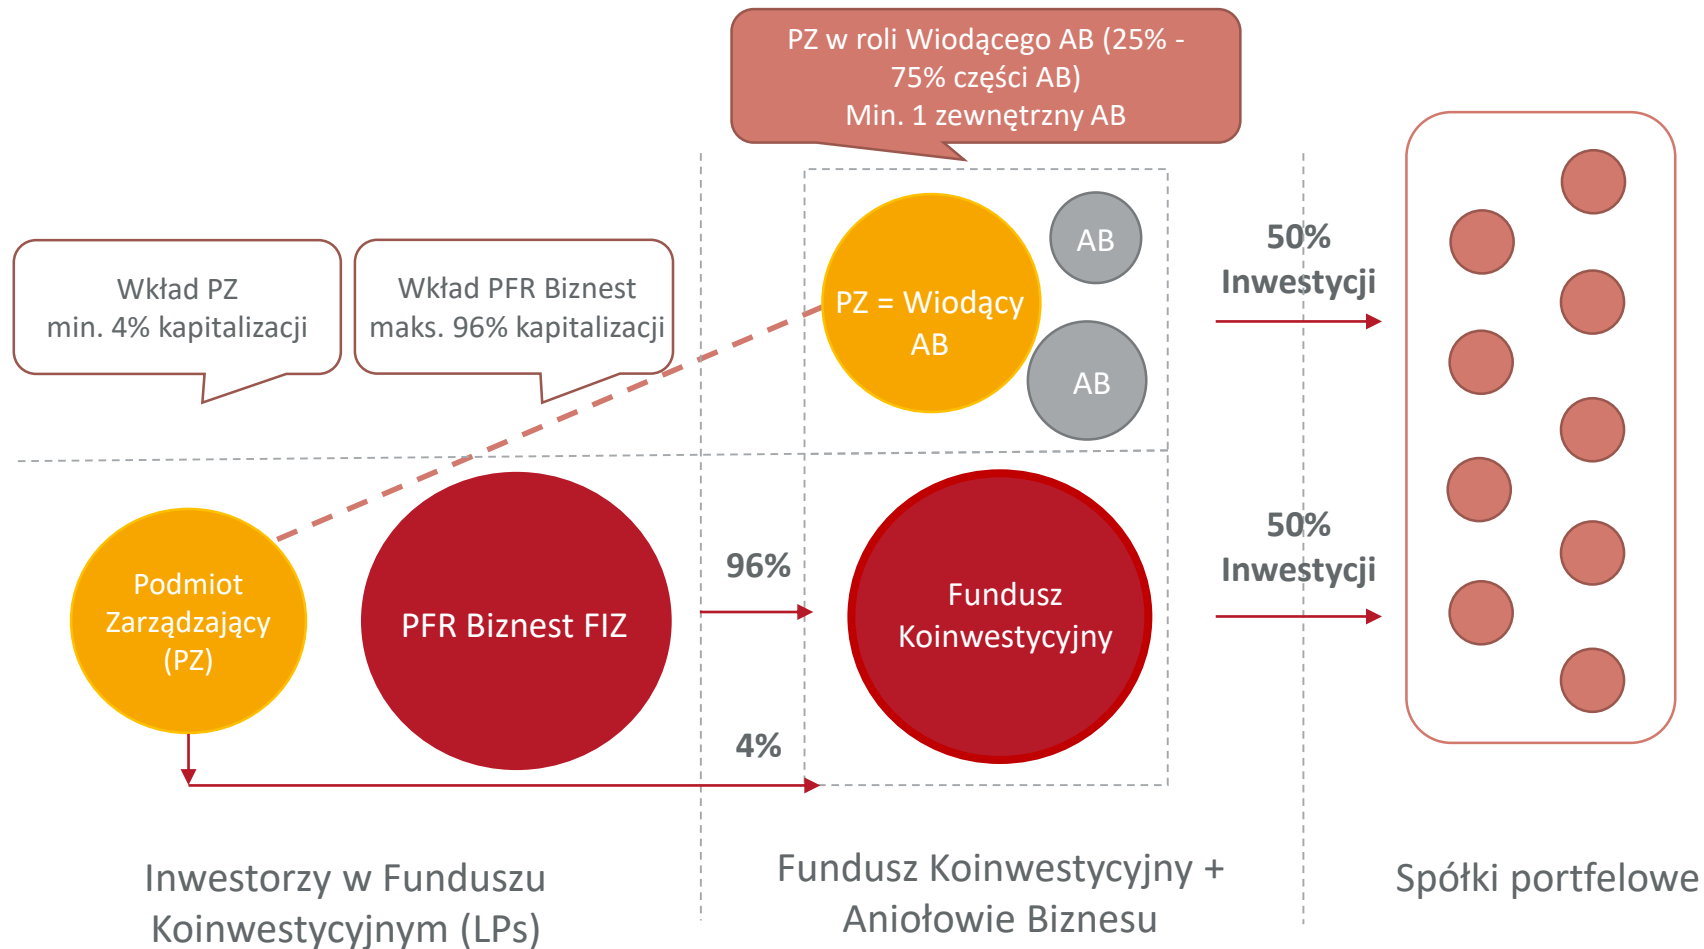 PZ w roli Wiodącego AB (25% -
75% części AB)
Min. 1 zewnętrzny AB
Wkład PZ
min. 4% kapitalizacji
Wkład PFR Biznest
maks. 96% kapitalizacji
PZ = Wiodący
AB
AB
AB
50%
Inwestycji
Podmiot
Zarządzający
(PZ)
PFR Biznest FIZ
96%
4%
Fundusz
Koinwestycyjny
50%
Inwestycji
Inwestorzy w Funduszu
Koinwestycyjnym (LPs)
Fundusz Koinwestycyjny +
Aniołowie Biznesu
Spółki portfelowe